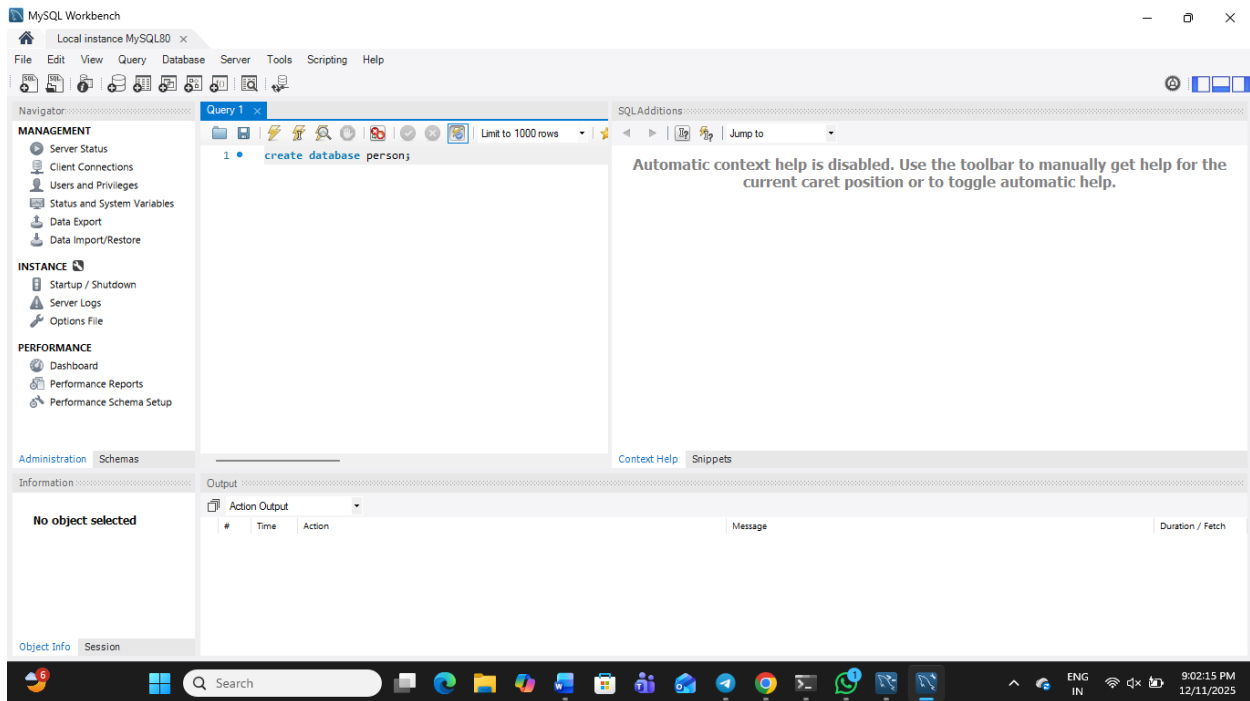 MySQL Workbench
Local instance MySQL80
File Edit View Query Database Server Tools Scripting Help
Navigator
MANAGEMENT
Server Status
Client Connections
Users and Privileges
Status and System Variables
Data Export
Data Import/Restore
INSTANCE
Startup / Shutdown
Server Logs
Options File
PERFORMANCE
Dashboard
Performance Reports
Performance Schema Setup
Administration Schemas
Query 1
Limit to 1000 rows
1 create database person;
SQLAdditions
Jump to
Automatic context help is disabled. Use the toolbar to manually get help for the
current caret position or to toggle automatic help.
Context Help Snippets
Information
No object selected
Object Info Session
Output
Action Output
# Time Action Message Duration / Fetch
6
Search
ENG
IN
9:02:15 PM
12/11/2025